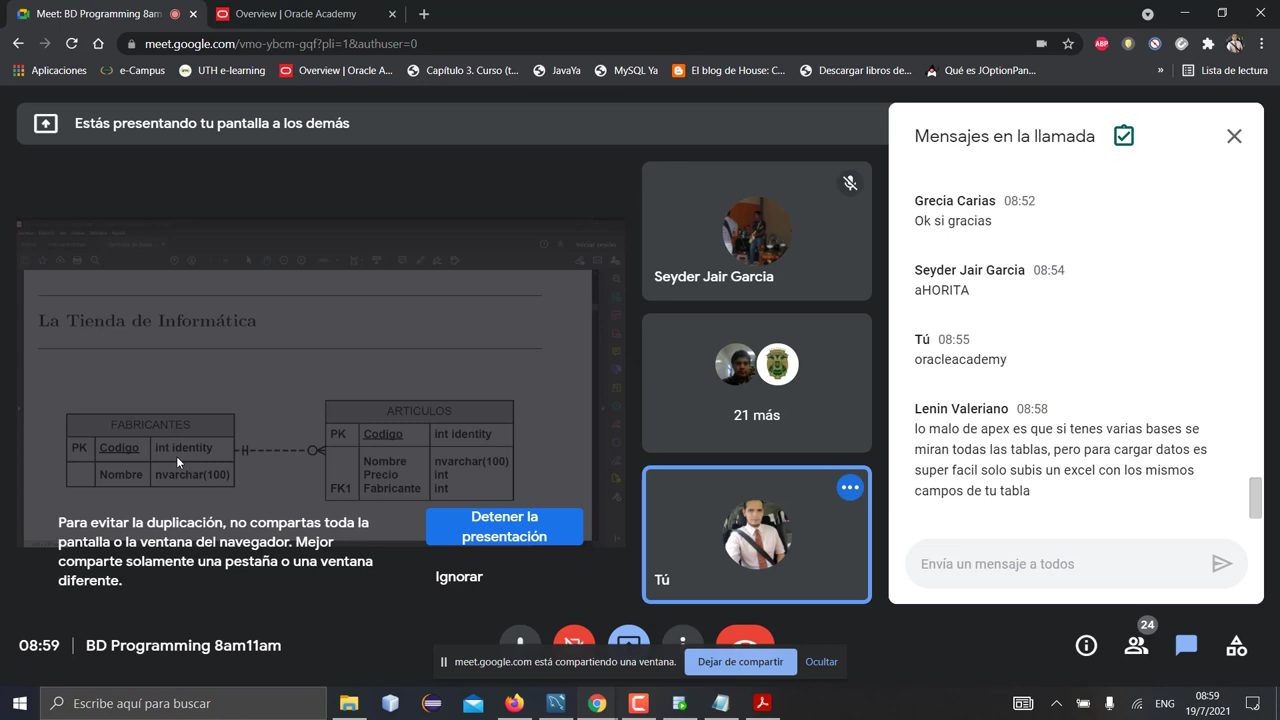 Meet: BD Programming 8am11am
Overview | Oracle Academy
meet.google.com/vmo-ybcm-gqf?pli=1&authuser=0
ABP
Aplicaciones
e-Campus
UTH e-learning
Overview | Oracle A...
Capítulo 3. Curso (t...
JavaYa
MySQL Ya
El blog de House: C...
Descargar libros de...
Qué es JOptionPan...
»
Lista de lectura
Estás presentando tu pantalla a los demás
La Tienda de Informática
FABRICANTES
PK Codigo int identity
Nombre nvarchar(100)
ARTICULOS
PK Codigo int identity
Nombre nvarchar(100)
Precio int
FK1 Fabricante int
Para evitar la duplicación, no compartas toda la
pantalla o la ventana del navegador. Mejor
comparte solamente una pestaña o una ventana
diferente.
Detener la
presentación
Ignorar
Seyder Jair Garcia
21 más
Tú
Mensajes en la llamada
Grecia Carias 08:52
Ok si gracias
Seyder Jair Garcia 08:54
aHORITA
Tú 08:55
oracleacademy
Lenin Valeriano 08:58
lo malo de apex es que si tenes varias bases se
miran todas las tablas, pero para cargar datos es
super facil solo subis un excel con los mismos
campos de tu tabla
Envía un mensaje a todos
08:59 | BD Programming 8am11am
24
meet.google.com está compartiendo una ventana.
Dejar de compartir
Ocultar
Escribe aquí para buscar
ENG
08:59
19/7/2021